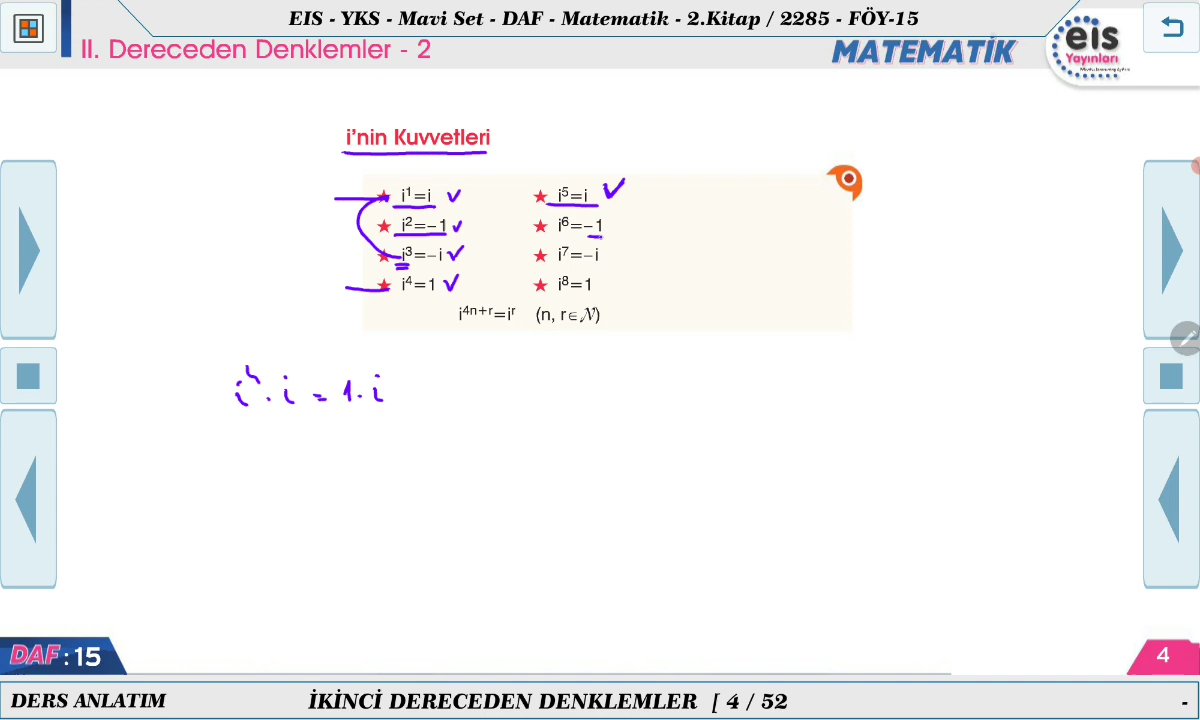 EIS - YKS - Mavi Set - DAF - Matematik - 2.Kitap / 2285 - FÖY-15
II. Dereceden Denklemler - 2
MATEMATİK
eis
Yayınları
i’nin Kuvvetleri
★ i¹=i ✓ ★ i⁵=i ✓
★ i²=–1 ✓ ★ i⁶=–1
★ i³=–i ✓ ★ i⁷=–i
★ i⁴=1 ✓ ★ i⁸=1
i⁴ⁿ⁺ʳ=iʳ (n, r∈𝒩)
i⁴ . i = 1 . i
DAF : 15
4
DERS ANLATIM
İKİNCİ DERECEDEN DENKLEMLER [ 4 / 52
-